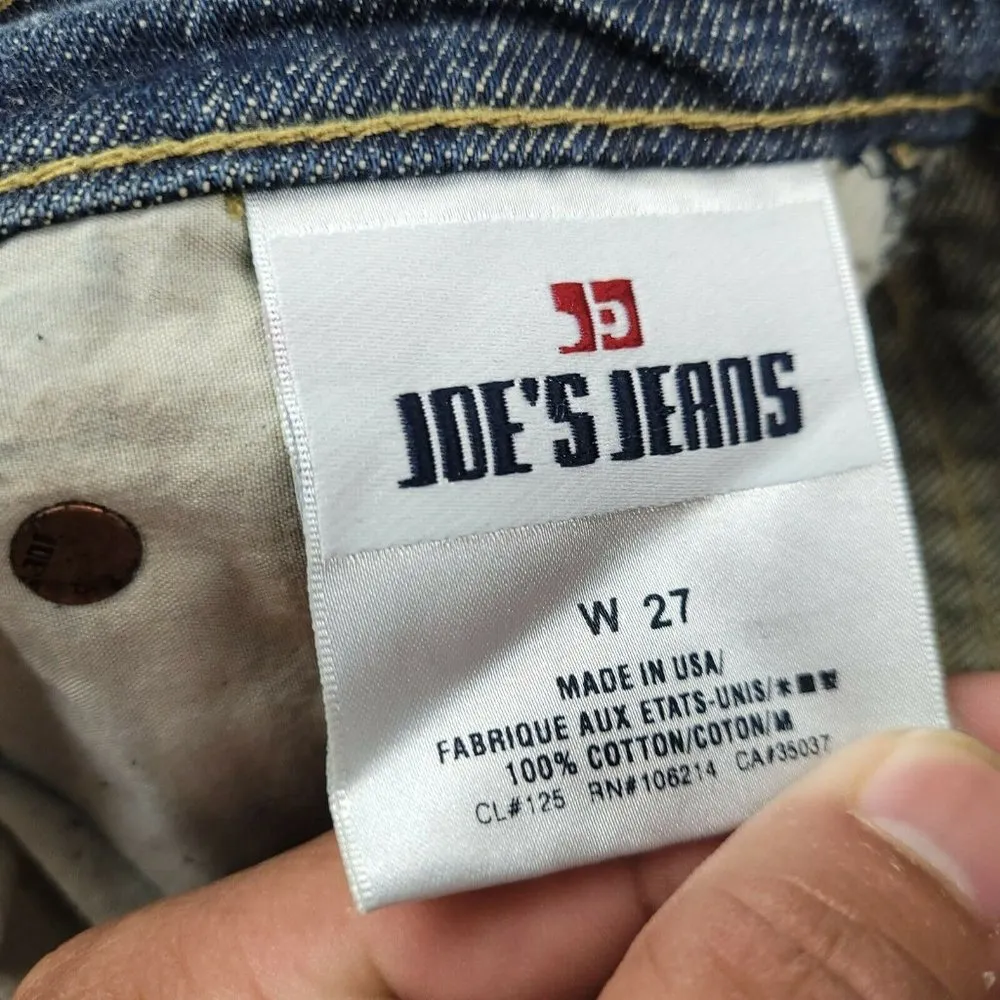 JOE'S JEANS
W 27
MADE IN USA/
FABRIQUE AUX ETATS-UNIS/
100% COTTON/COTON/M
CL#125 RN#106214 CA#35037